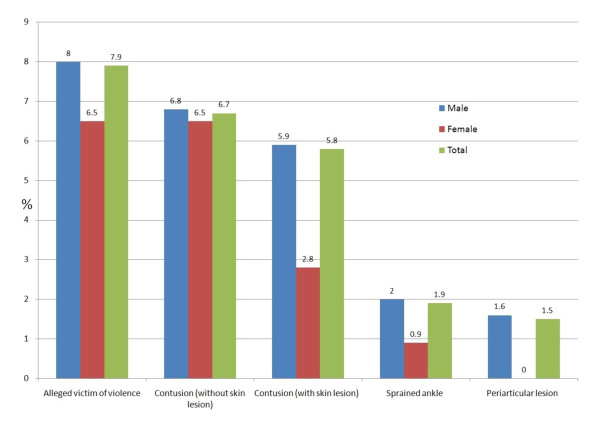 9
8
7
6
5
%
4
3
2
1
0
8
6.5
7.9
6.8
6.5
6.7
5.9
2.8
5.8
2
0.9
1.9
1.6
0
1.5
Male
Female
Total
Alleged victim of violence
Contusion (without skin
lesion)
Contusion (with skin lesion)
Sprained ankle
Periarticular lesion